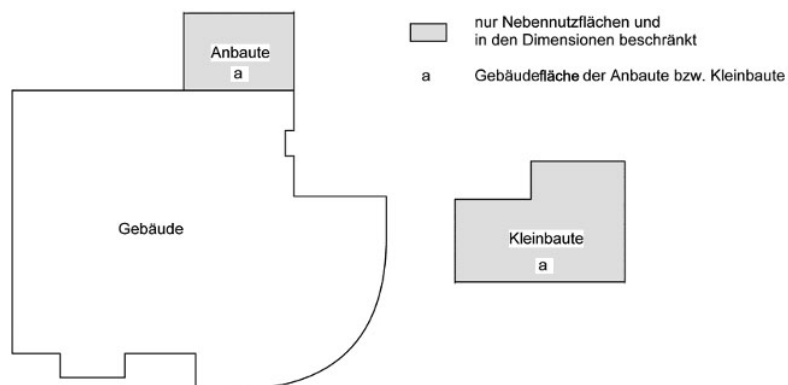 Anbaute
a
nur Nebennutzflächen und
in den Dimensionen beschränkt
a Gebäudefläche der Anbaute bzw. Kleinbaute
Gebäude
Kleinbaute
a